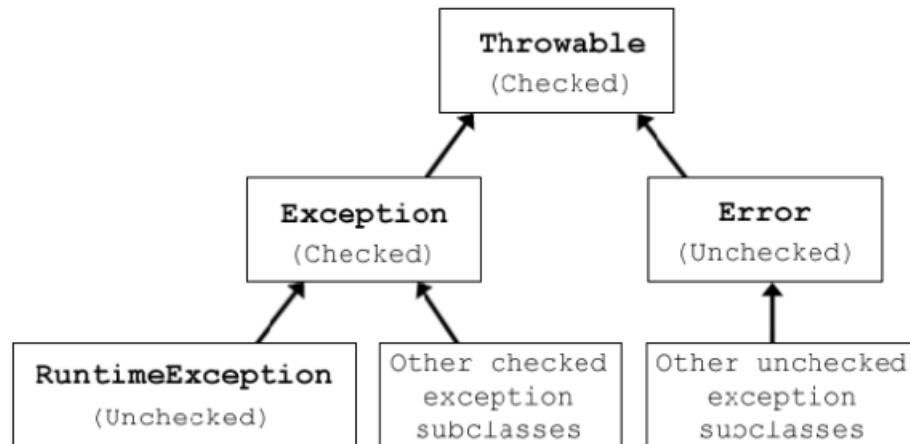 Throwable
(Checked)
Exception
(Checked)
Error
(Unchecked)
RuntimeException
(Unchecked)
Other checked
exception
subclasses
Other unchecked
exception
subclasses